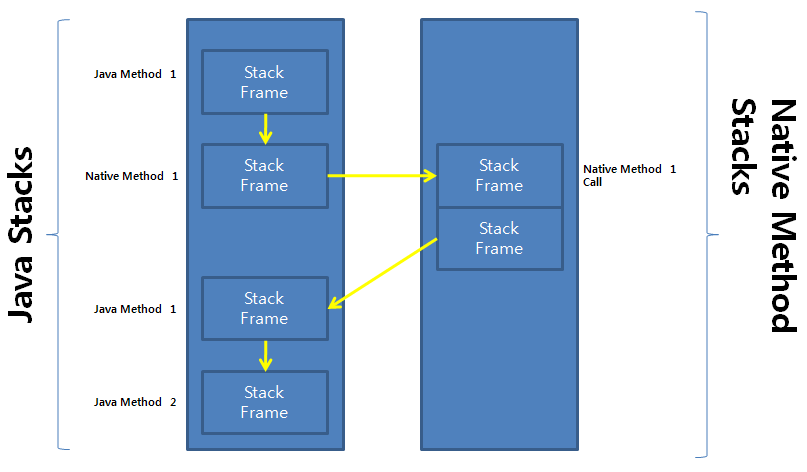 Java Stacks
Java Method 1
Stack
Frame
Native Method 1
Stack
Frame
Java Method 1
Stack
Frame
Java Method 2
Stack
Frame
Stack
Frame
Native Method 1
Call
Stack
Frame
Native Method
Stacks